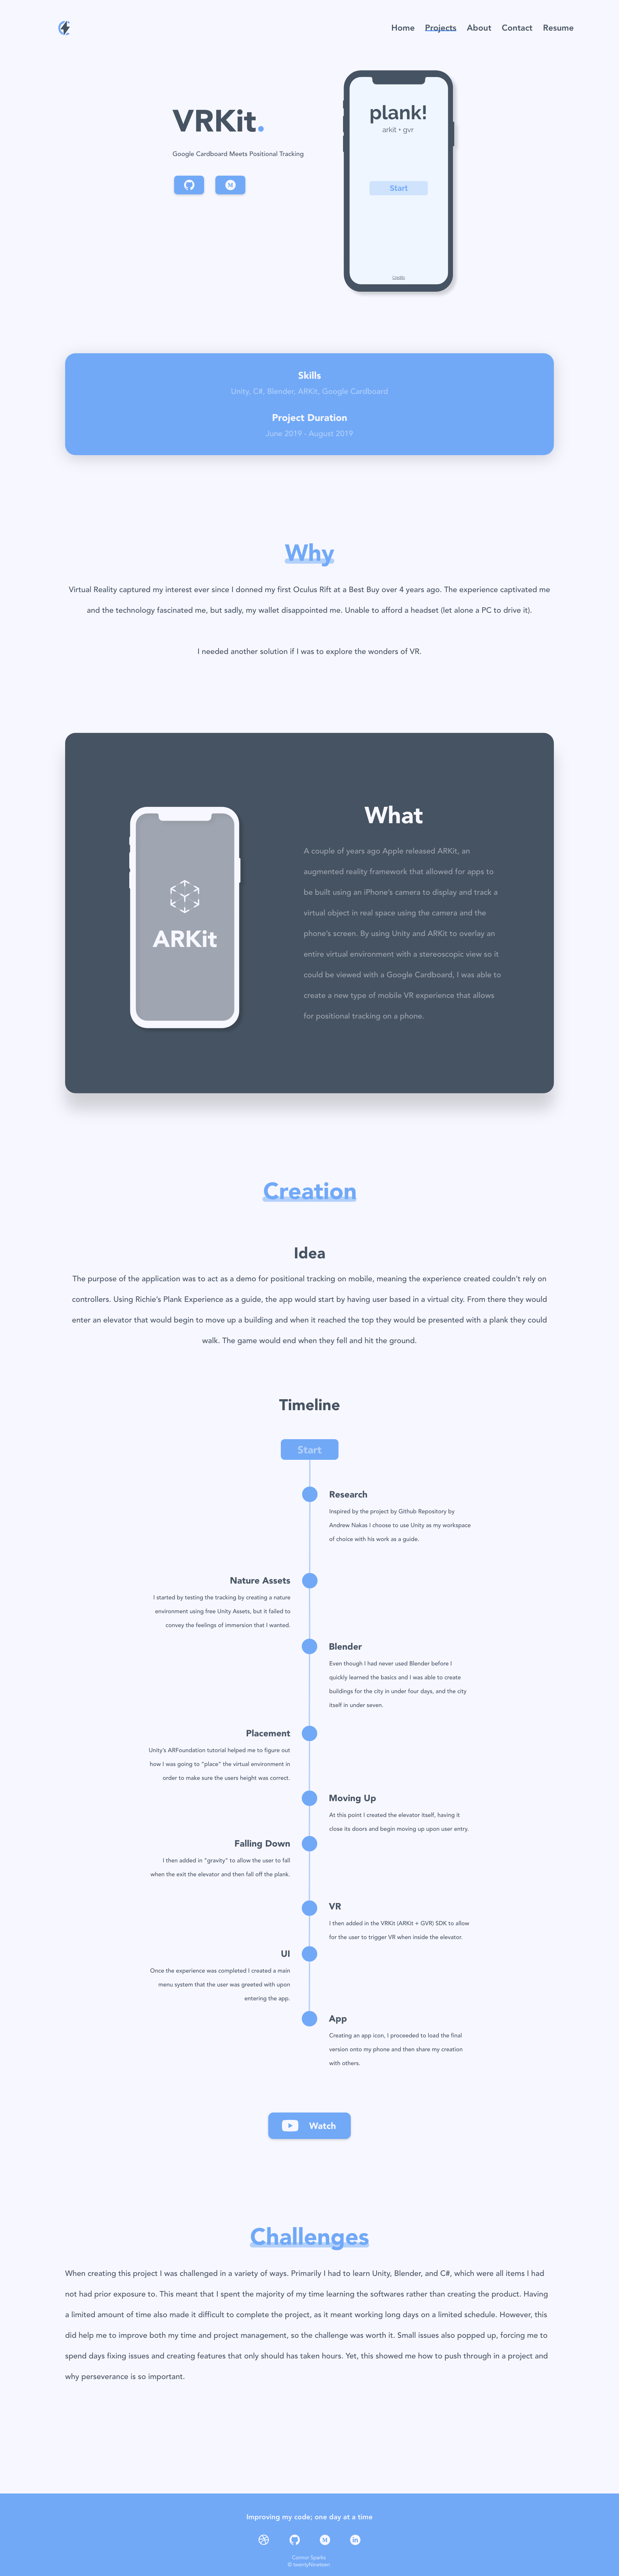 Home Projects About Contact Resume
VRKit.
Google Cardboard Meets Positional Tracking
plank!
arkit • gvr
Start
Credits
Skills
Unity, C#, Blender, ARKit, Google Cardboard
Project Duration
June 2019 - August 2019
Why
Virtual Reality captured my interest ever since I donned my first Oculus Rift at a Best Buy over 4 years ago. The experience captivated me
and the technology fascinated me, but sadly, my wallet disappointed me. Unable to afford a headset (let alone a PC to drive it).
I needed another solution if I was to explore the wonders of VR.
ARKit
What
A couple of years ago Apple released ARKit, an
augmented reality framework that allowed for apps to
be built using an iPhone's camera to display and track a
virtual object in real space using the camera and the
phone's screen. By using Unity and ARKit to overlay an
entire virtual environment with a stereoscopic view so it
could be viewed with a Google Cardboard, I was able to
create a new type of mobile VR experience that allows
for positional tracking on a phone.
Creation
Idea
The purpose of the application was to act as a demo for positional tracking on mobile, meaning the experience created couldn't rely on
controllers. Using Richie's Plank Experience as a guide, the app would start by having user based in a virtual city. From there they would
enter an elevator that would begin to move up a building and when it reached the top they would be presented with a plank they could
walk. The game would end when they fell and hit the ground.
Timeline
Start
Research
Inspired by the project by Github Repository by
Andrew Nakas I choose to use Unity as my workspace
of choice with his work as a guide.
Nature Assets
I started by testing the tracking by creating a nature
environment using free Unity Assets, but it failed to
convey the feelings of immersion that I wanted.
Blender
Even though I had never used Blender before I
quickly learned the basics and I was able to create
buildings for the city in under four days, and the city
itself in under seven.
Placement
Unity's ARFoundation tutorial helped me to figure out
how I was going to "place" the virtual environment in
order to make sure the users height was correct.
Moving Up
At this point I created the elevator itself, having it
close its doors and begin moving up upon user entry.
Falling Down
I then added in "gravity" to allow the user to fall
when the exit the elevator and then fall off the plank.
VR
I then added in the VRKit (ARKit + GVR) SDK to allow
for the user to trigger VR when inside the elevator.
UI
Once the experience was completed I created a main
menu system that the user was greeted with upon
entering the app.
App
Creating an app icon, I proceeded to load the final
version onto my phone and then share my creation
with others.
Watch
Challenges
When creating this project I was challenged in a variety of ways. Primarily I had to learn Unity, Blender, and C#, which were all items I had
not had prior exposure to. This meant that I spent the majority of my time learning the softwares rather than creating the product. Having
a limited amount of time also made it difficult to complete the project, as it meant working long days on a limited schedule. However, this
did help me to improve both my time and project management, so the challenge was worth it. Small issues also popped up, forcing me to
spend days fixing issues and creating features that only should has taken hours. Yet, this showed me how to push through in a project and
why perseverance is so important.
Improving my code; one day at a time
Connor Sparks
© twentyNineteen